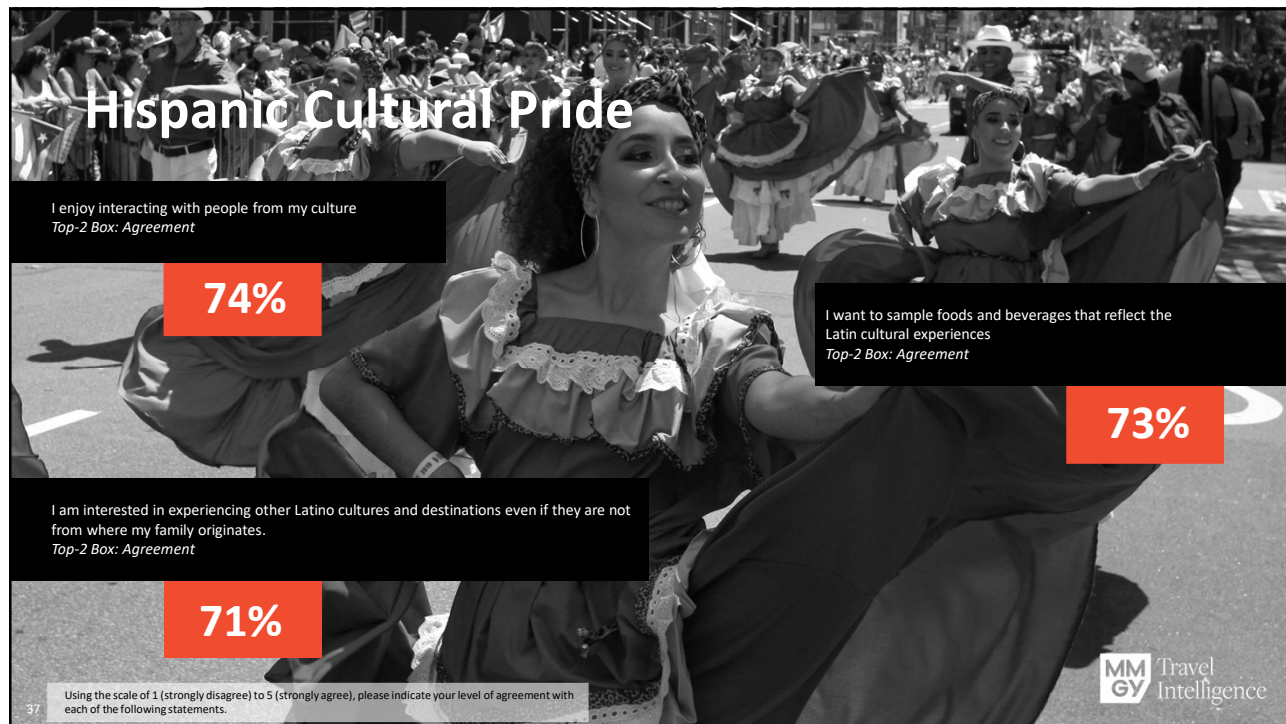 Hispanic Cultural Pride
I enjoy interacting with people from my culture
Top-2 Box: Agreement
74%
I want to sample foods and beverages that reflect the
Latin cultural experiences
Top-2 Box: Agreement
73%
I am interested in experiencing other Latino cultures and destinations even if they are not
from where my family originates.
Top-2 Box: Agreement
71%
Using the scale of 1 (strongly disagree) to 5 (strongly agree), please indicate your level of agreement with
each of the following statements.
37
MM
GY
Travel
Intelligence